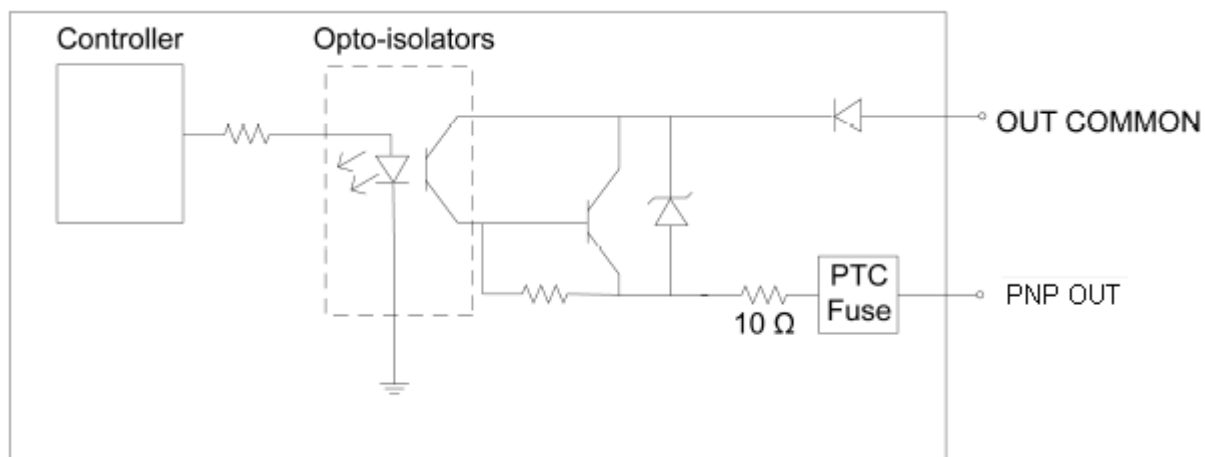 Controller
Opto-isolators
OUT COMMON
PTC
Fuse
PNP OUT
10 Ω